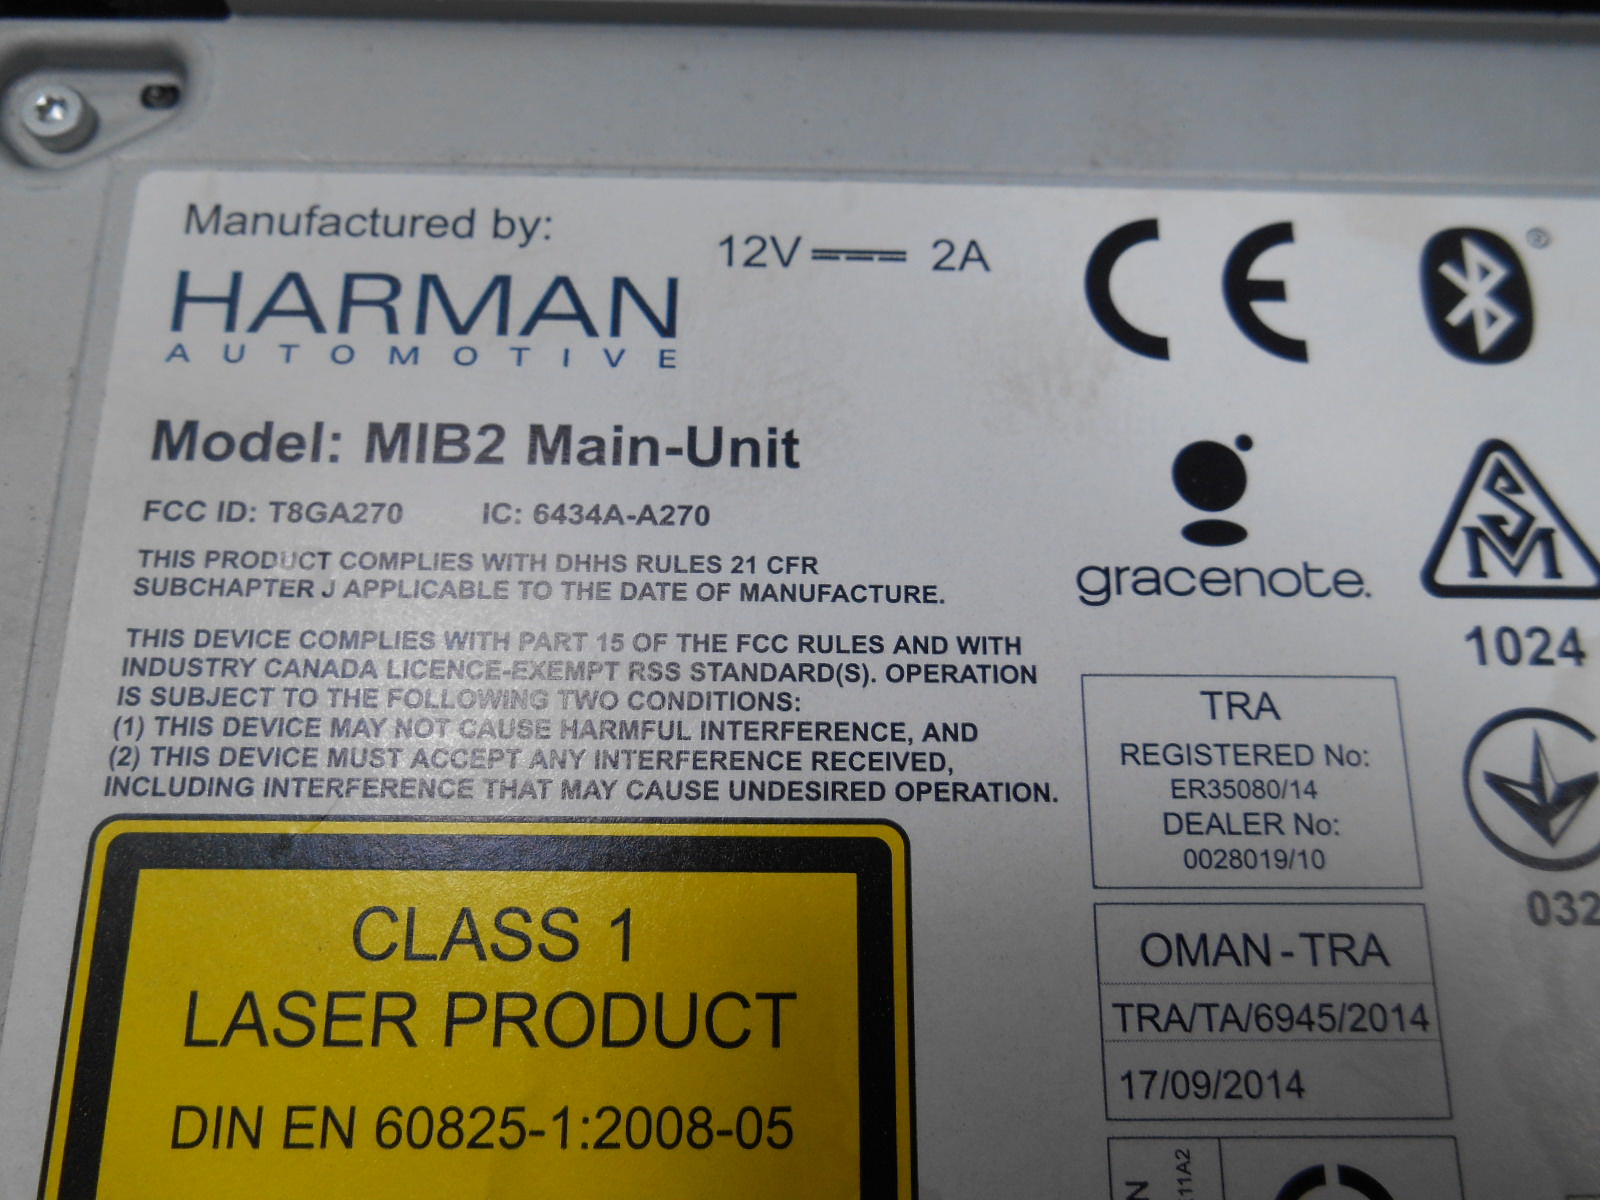 Manufactured by:
HARMAN
AUTOMOTIVE
12V 2A
CE
®
Model: MIB2 Main-Unit
FCC ID: T8GA270 IC: 6434A-A270
THIS PRODUCT COMPLIES WITH DHHS RULES 21 CFR
SUBCHAPTER J APPLICABLE TO THE DATE OF MANUFACTURE.
THIS DEVICE COMPLIES WITH PART 15 OF THE FCC RULES AND WITH
INDUSTRY CANADA LICENCE-EXEMPT RSS STANDARD(S). OPERATION
IS SUBJECT TO THE FOLLOWING TWO CONDITIONS:
(1) THIS DEVICE MAY NOT CAUSE HARMFUL INTERFERENCE, AND
(2) THIS DEVICE MUST ACCEPT ANY INTERFERENCE RECEIVED,
INCLUDING INTERFERENCE THAT MAY CAUSE UNDESIRED OPERATION.
CLASS 1
LASER PRODUCT
DIN EN 60825-1:2008-05
gracenote.
SM
1024
TRA
REGISTERED No:
ER35080/14
DEALER No:
0028019/10
032
OMAN-TRA
TRA/TA/6945/2014
17/09/2014
N
11A2